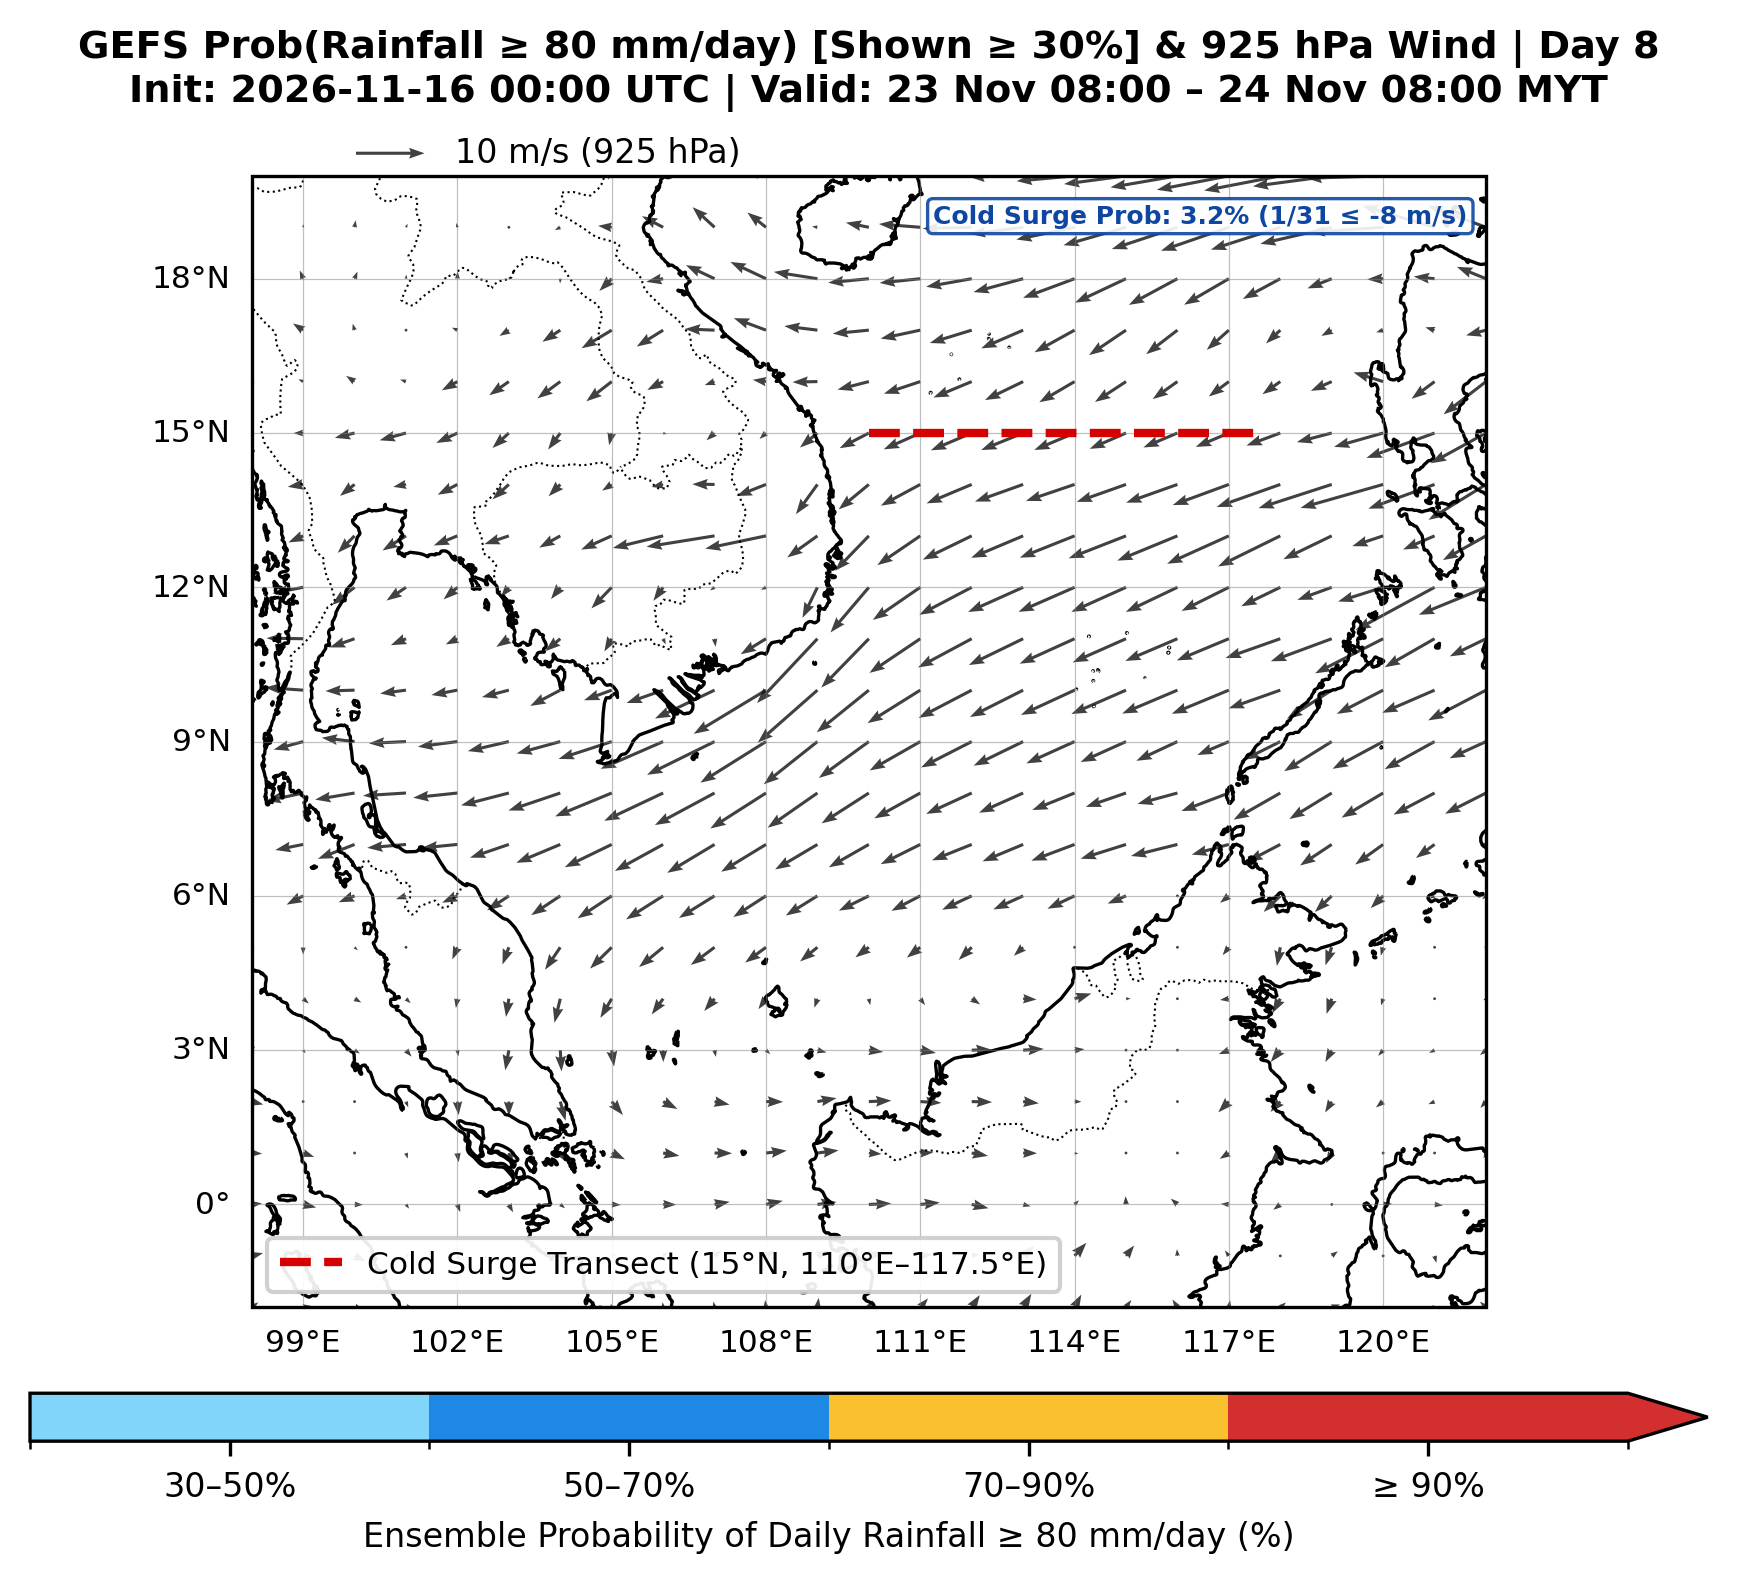 GEFS Prob(Rainfall ≥ 80 mm/day) [Shown ≥ 30%] & 925 hPa Wind | Day 8
Init: 2026-11-16 00:00 UTC | Valid: 23 Nov 08:00 – 24 Nov 08:00 MYT
10 m/s (925 hPa)
Cold Surge Prob: 3.2% (1/31 ≤ -8 m/s)
18°N
15°N
12°N
9°N
6°N
3°N
0°
Cold Surge Transect (15°N, 110°E–117.5°E)
99°E 102°E 105°E 108°E 111°E 114°E 117°E 120°E
30–50% 50–70% 70–90% ≥ 90%
Ensemble Probability of Daily Rainfall ≥ 80 mm/day (%)